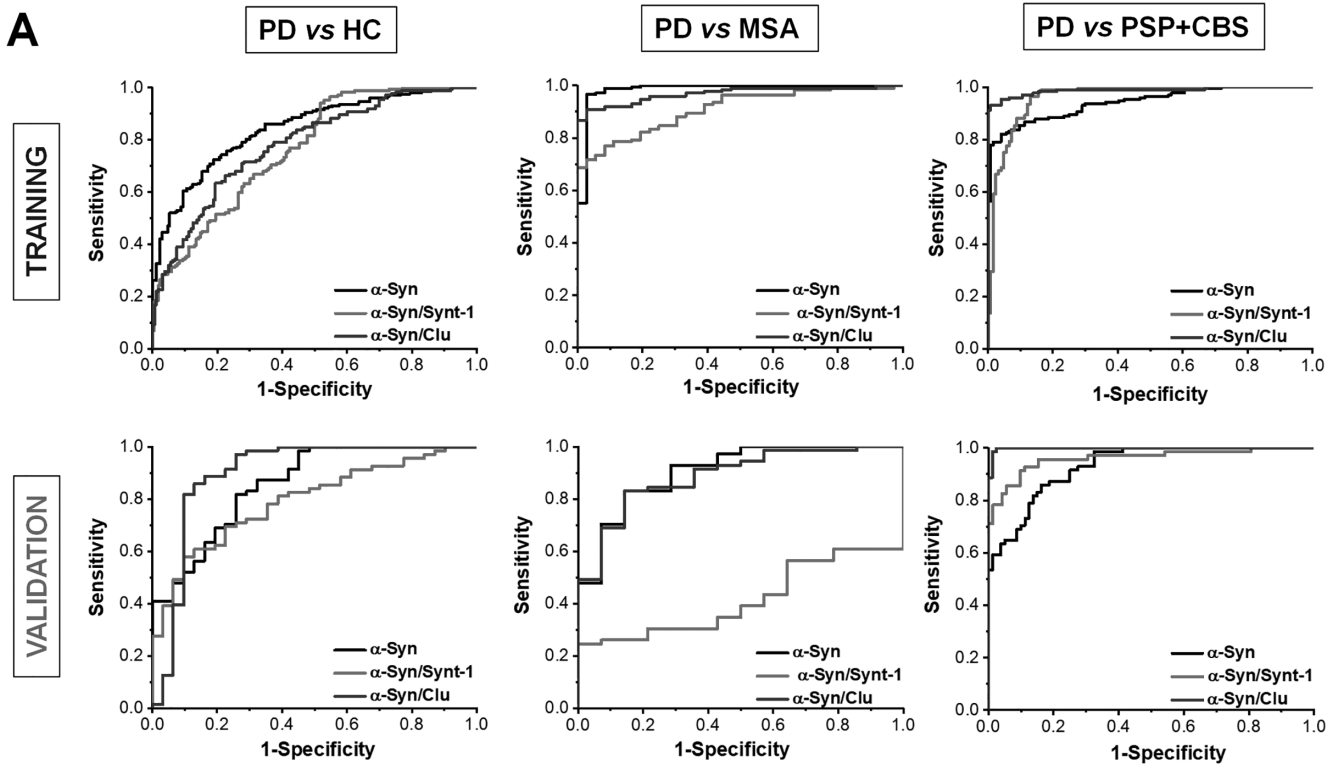 A
PD vs HC
PD vs MSA
PD vs PSP+CBS
TRAINING
Sensitivity
1.0
0.8
0.6
0.4
0.2
0.0
α-Syn
α-Syn/Synt-1
α-Syn/Clu
0.0 0.2 0.4 0.6 0.8 1.0
1-Specificity
Sensitivity
1.0
0.8
0.6
0.4
0.2
0.0
α-Syn
α-Syn/Synt-1
α-Syn/Clu
0.0 0.2 0.4 0.6 0.8 1.0
1-Specificity
Sensitivity
1.0
0.8
0.6
0.4
0.2
0.0
α-Syn
α-Syn/Synt-1
α-Syn/Clu
0.0 0.2 0.4 0.6 0.8 1.0
1-Specificity
VALIDATION
Sensitivity
1.0
0.8
0.6
0.4
0.2
0.0
α-Syn
α-Syn/Synt-1
α-Syn/Clu
0.0 0.2 0.4 0.6 0.8 1.0
1-Specificity
Sensitivity
1.0
0.8
0.6
0.4
0.2
0.0
α-Syn
α-Syn/Synt-1
α-Syn/Clu
0.0 0.2 0.4 0.6 0.8 1.0
1-Specificity
Sensitivity
1.0
0.8
0.6
0.4
0.2
0.0
α-Syn
α-Syn/Synt-1
α-Syn/Clu
0.0 0.2 0.4 0.6 0.8 1.0
1-Specificity